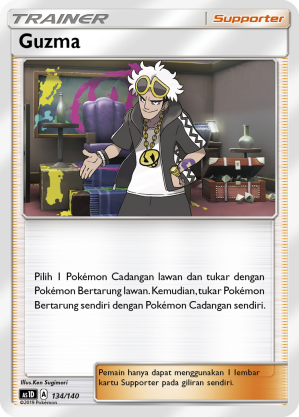 TRAINER
Supporter
Guzma
Pilih 1 Pokémon Cadangan lawan dan tukar dengan
Pokémon Bertarung lawan. Kemudian, tukar Pokémon
Bertarung sendiri dengan Pokémon Cadangan sendiri.
Illus. Ken Sugimori
AS1D A 134/140
©2019 Pokémon
Pemain hanya dapat menggunakan 1 lembar
kartu Supporter pada giliran sendiri.